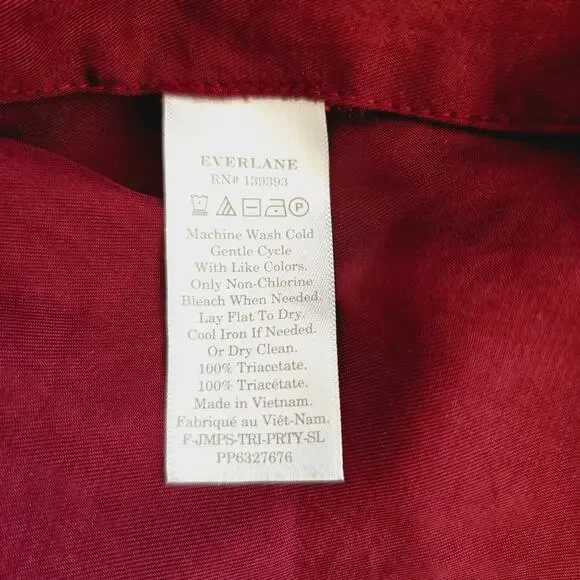 EVERLANE
RN# 139393
P
Machine Wash Cold
Gentle Cycle
With Like Colors.
Only Non-Chlorine
Bleach When Needed.
Lay Flat To Dry.
Cool Iron If Needed.
Or Dry Clean.
100% Triacetate.
100% Triacétate.
Made in Vietnam.
Fabriqué au Viêt-Nam.
F-JMPS-TRI-PRTY-SL
PP6327676